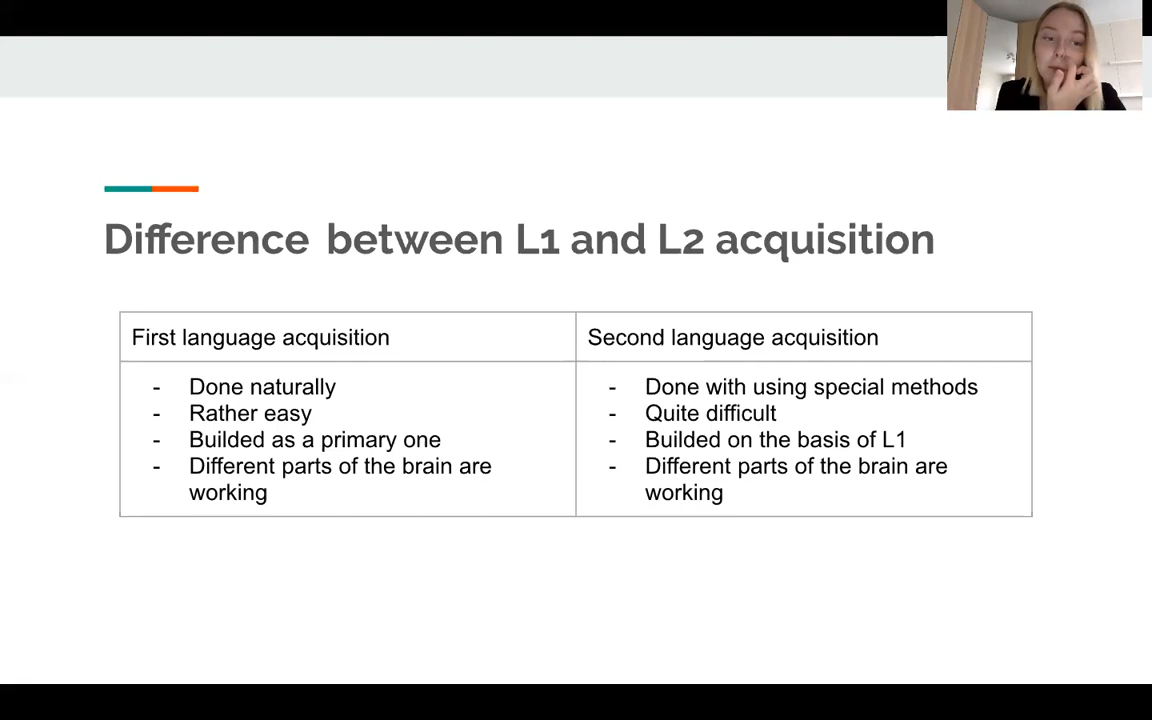 Difference between L1 and L2 acquisition
First language acquisition
Second language acquisition
- Done naturally
- Rather easy
- Builded as a primary one
- Different parts of the brain are
working
- Done with using special methods
- Quite difficult
- Builded on the basis of L1
- Different parts of the brain are
working